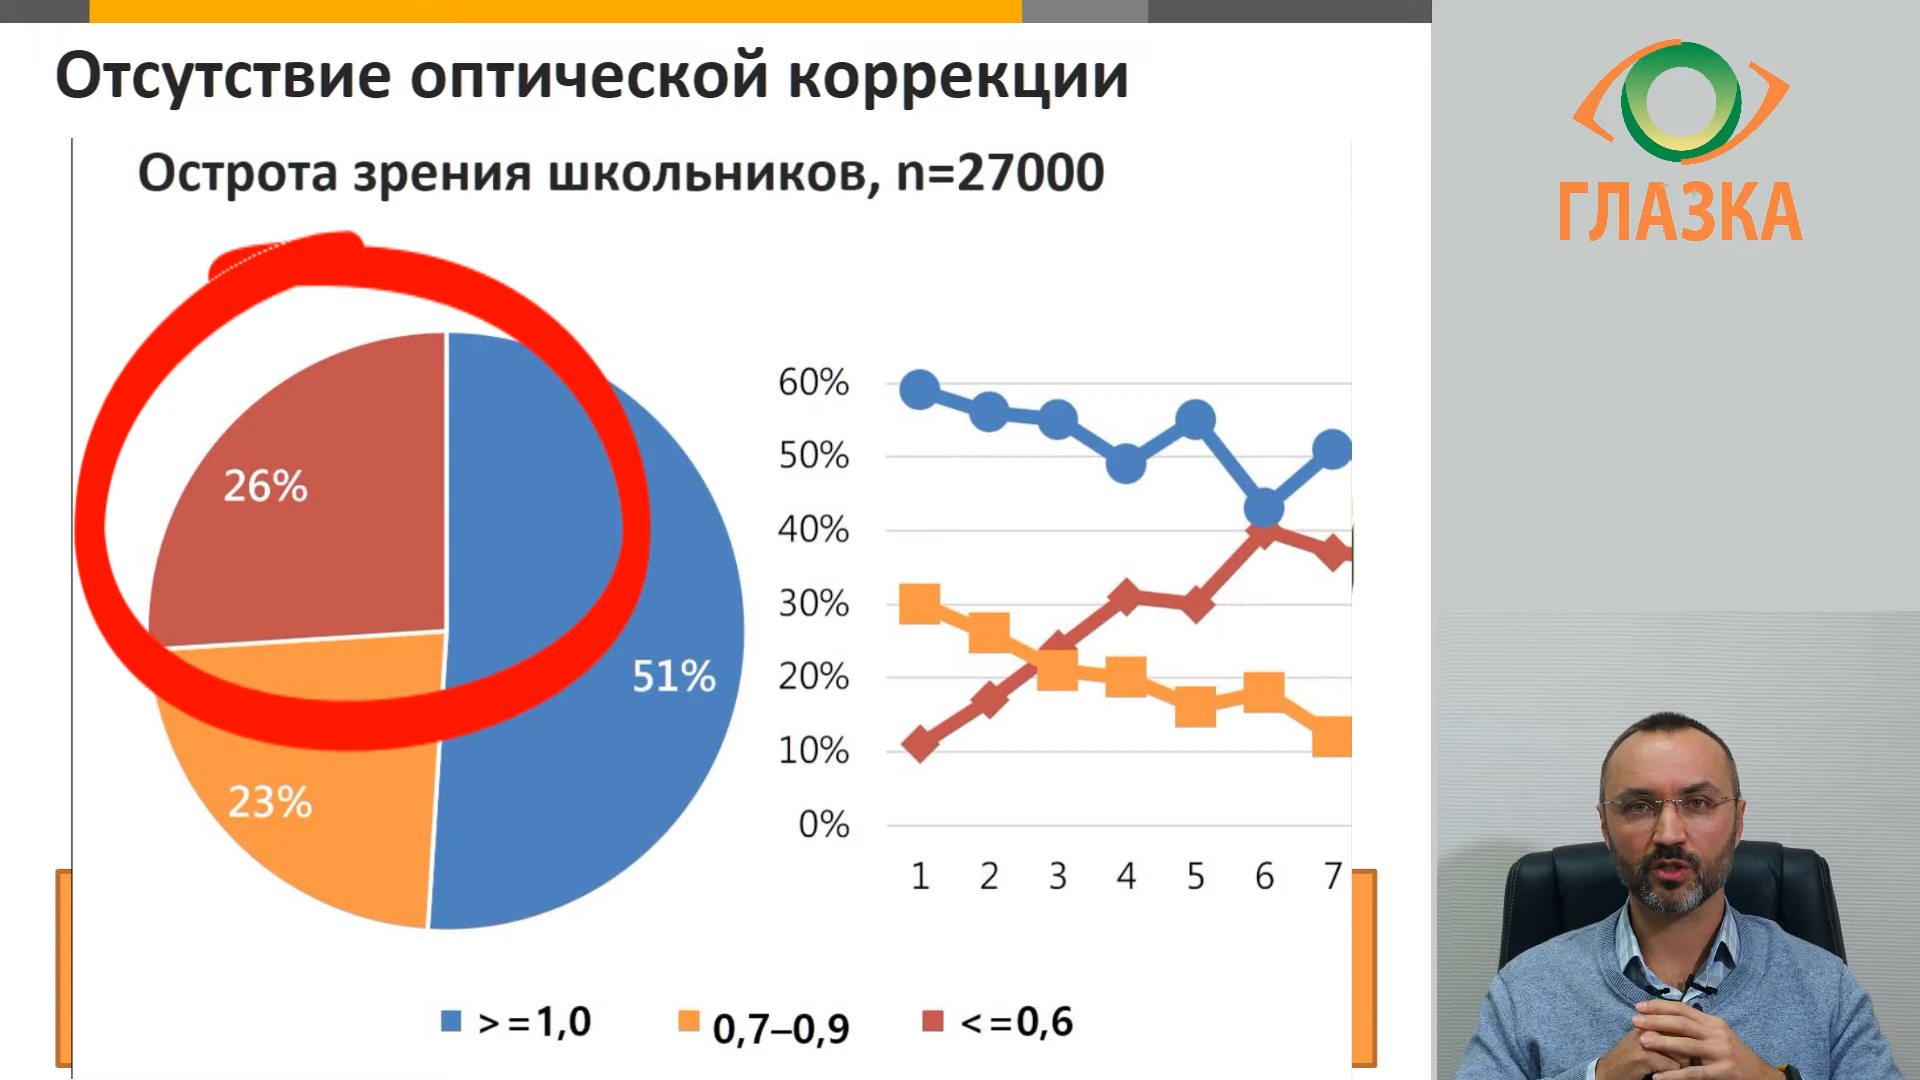 Отсутствие оптической коррекции
ГЛАЗКА
Острота зрения школьников, n=27000
26%
51%
23%
60%
50%
40%
30%
20%
10%
0%
1 2 3 4 5 6 7
>=1,0 0,7–0,9 <=0,6